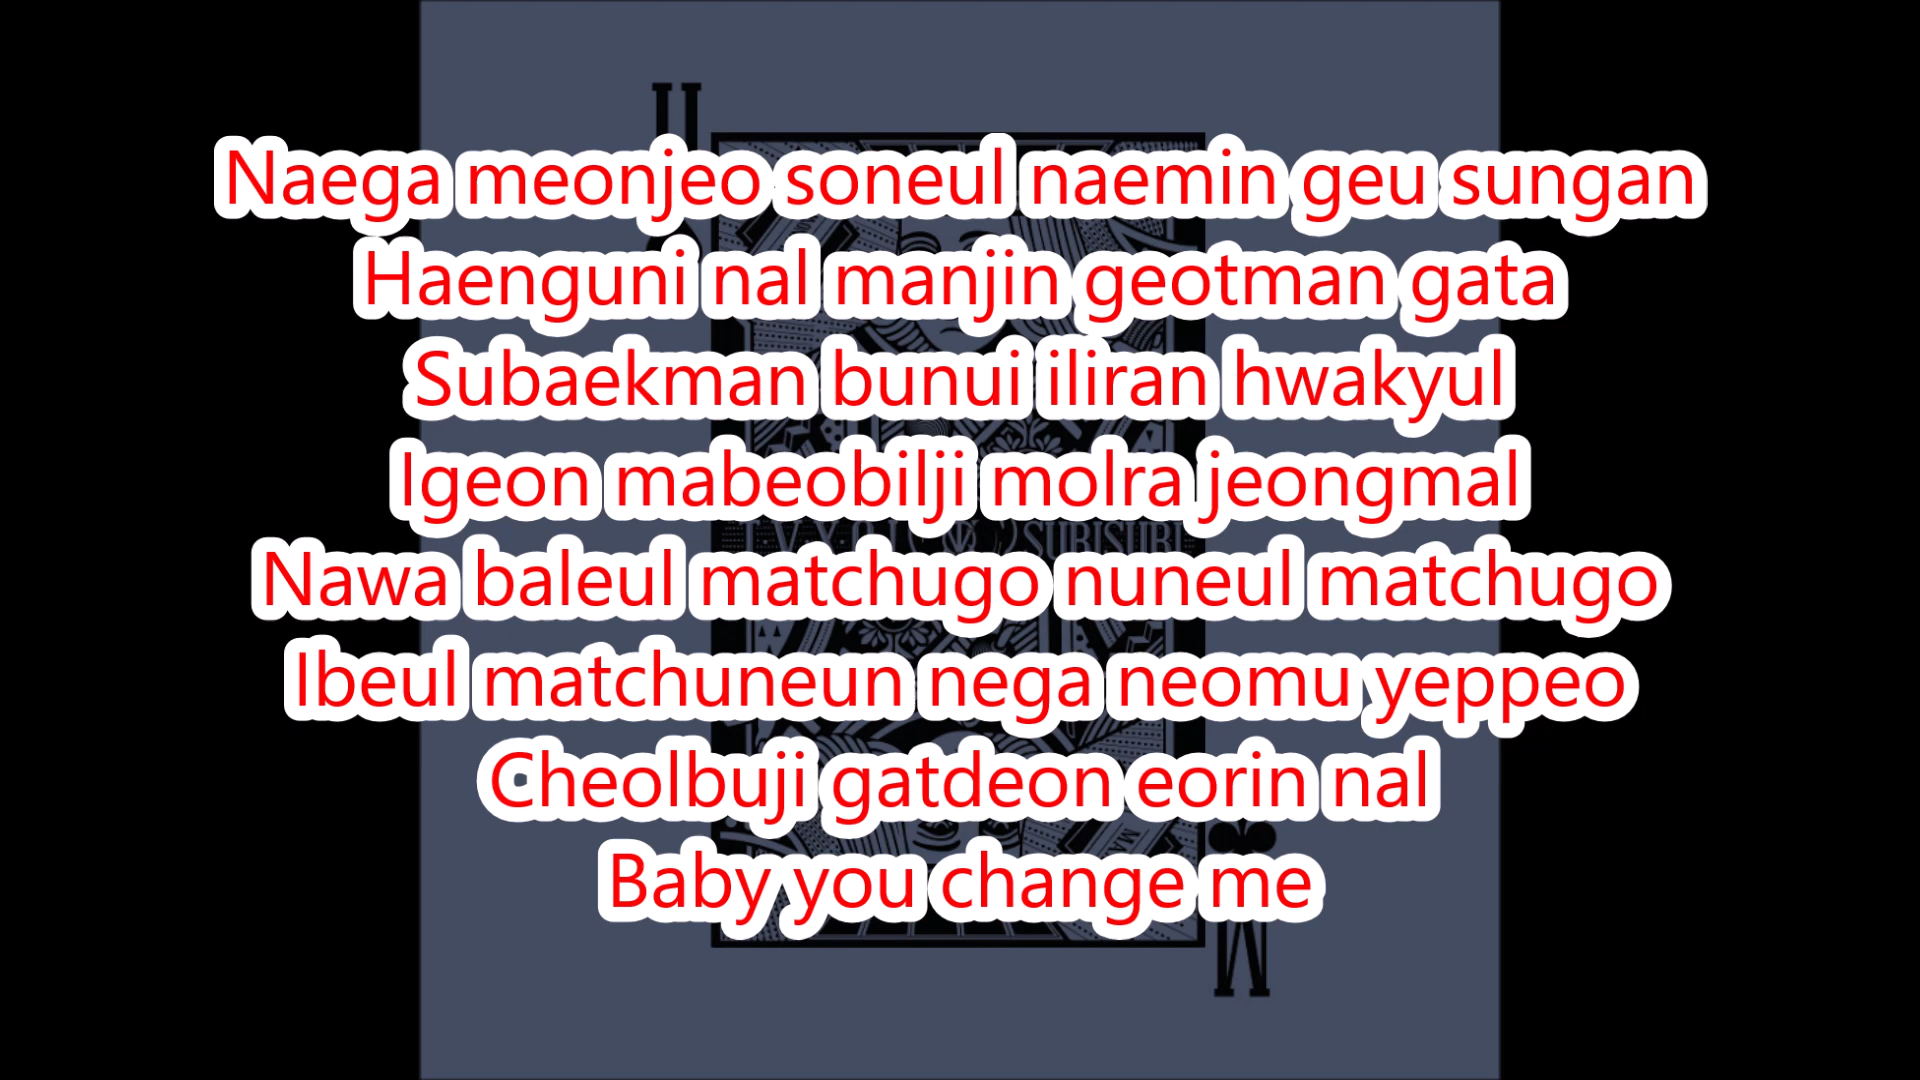 Naega meonjeo soneul naemin geu sungan
Haenguni nal manjin geotman gata
Subaekman bunui iliran hwakyul
Igeon mabeobilji molra jeongmal
SUBISUBI
Nawa baleul matchugo nuneul matchugo
Ibeul matchuneun nega neomu yeppeo
Cheolbuji gatdeon eorin nal
Baby you change me